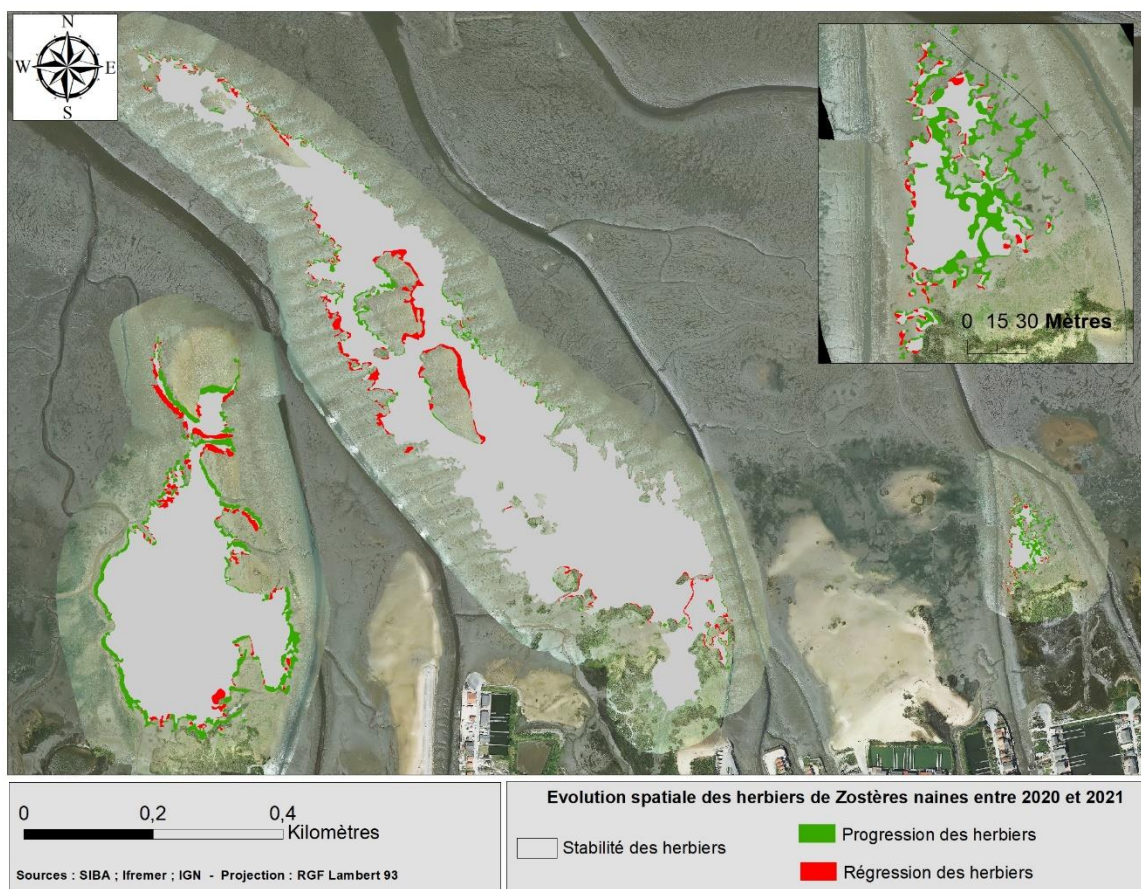 N
W E
S
0 15 30 Mètres
0 0,2 0,4
Kilomètres
Sources : SIBA ; Ifremer ; IGN - Projection : RGF Lambert 93
Evolution spatiale des herbiers de Zostères naines entre 2020 et 2021
Stabilité des herbiers
Progression des herbiers
Régression des herbiers